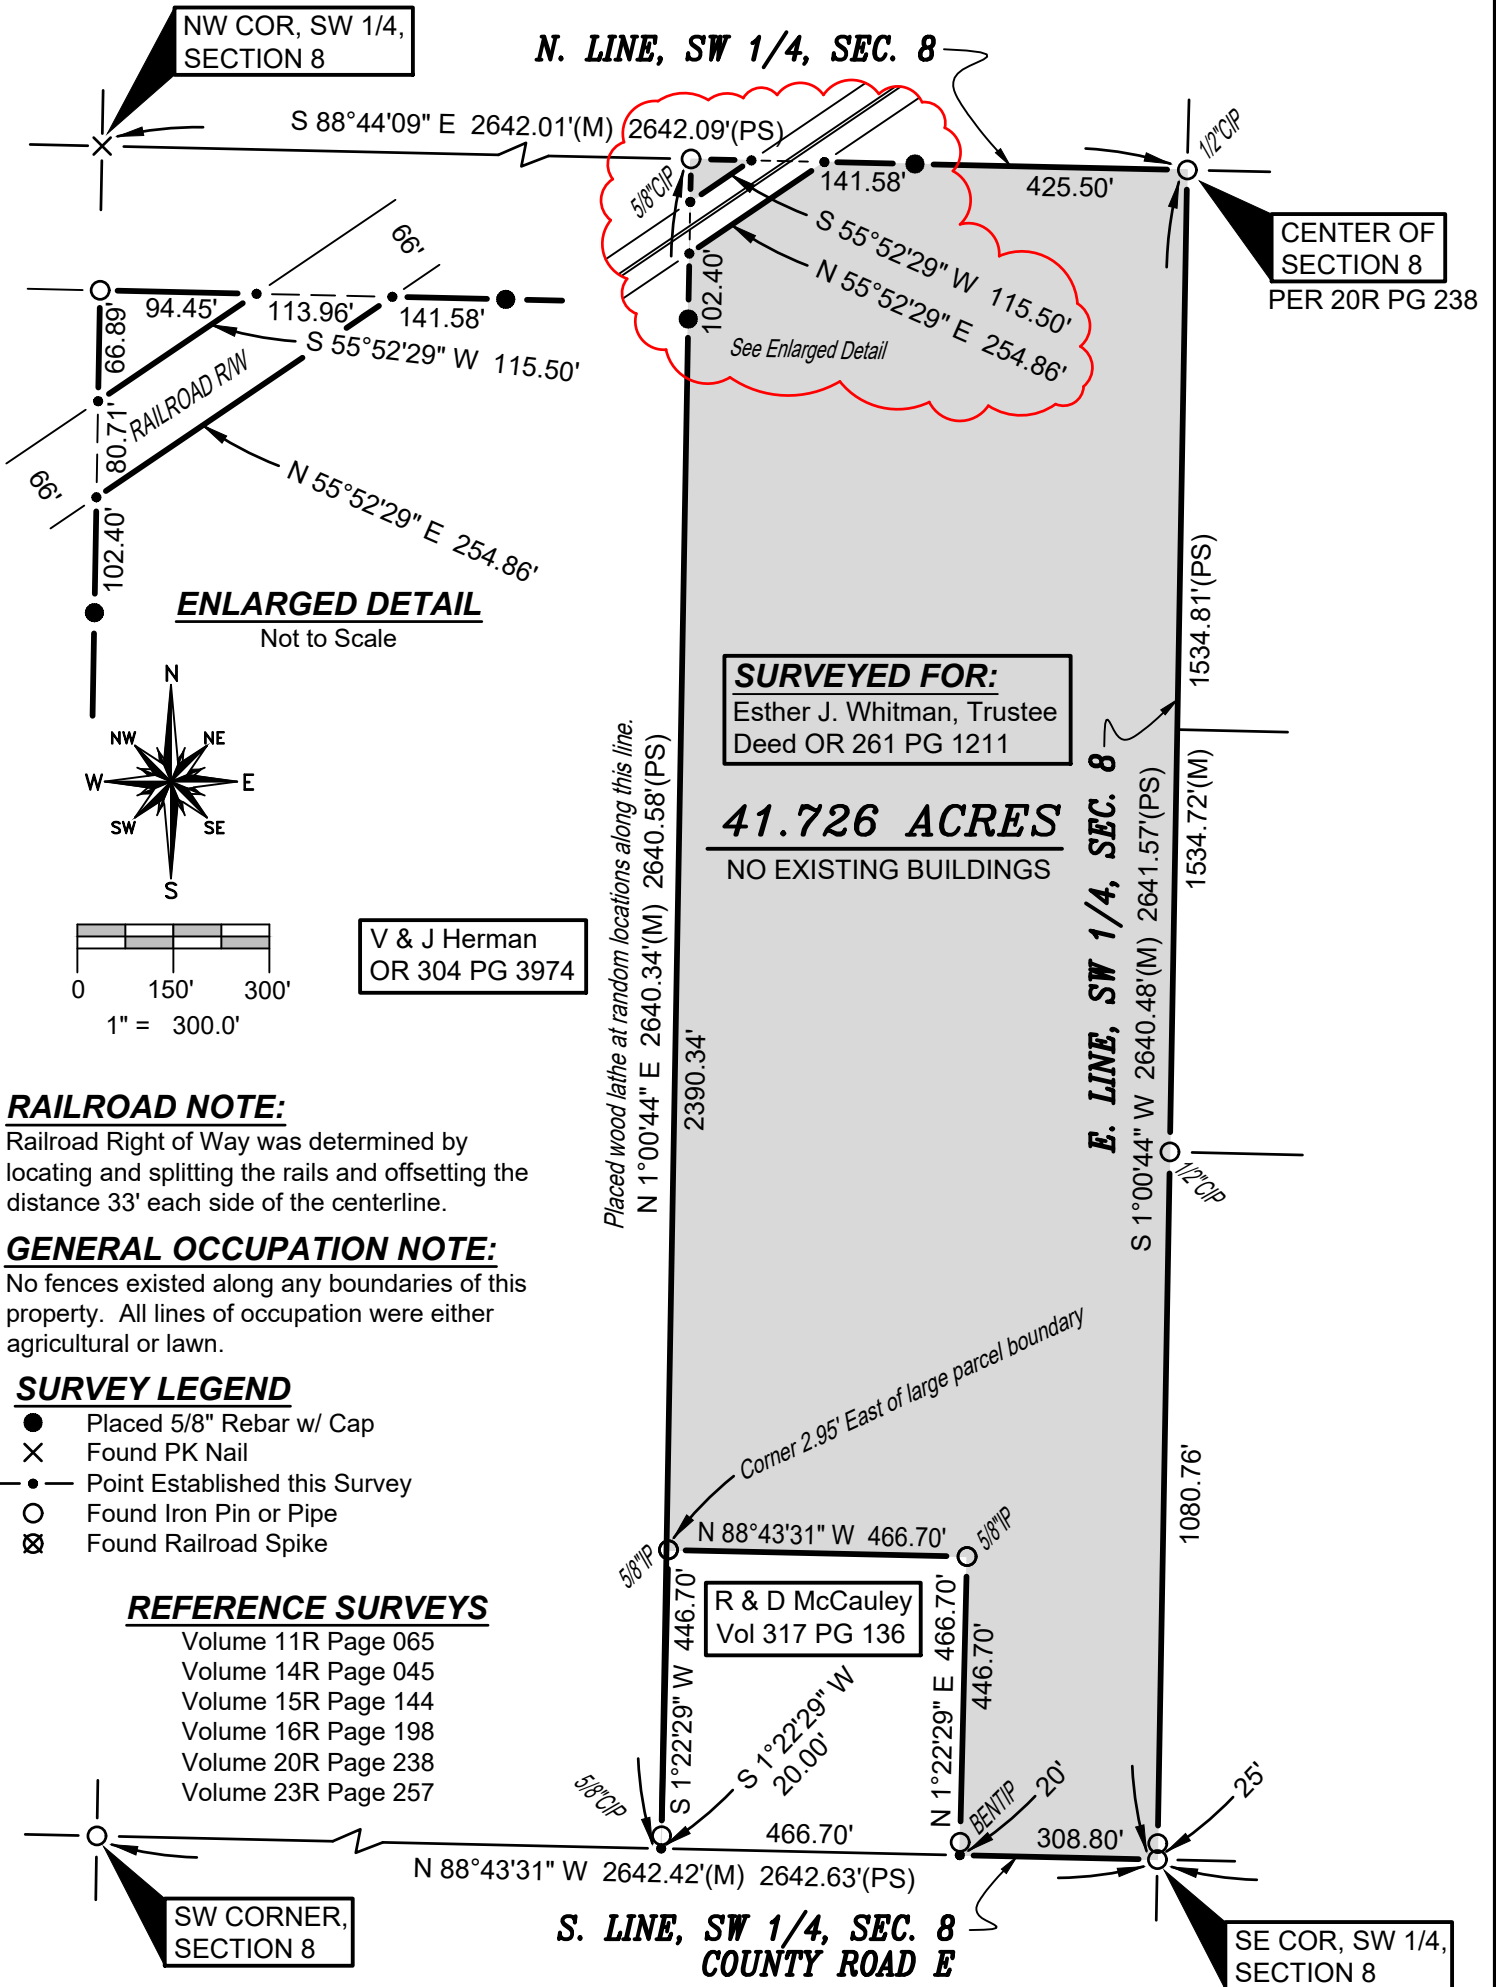 NW COR, SW 1/4,
SECTION 8
N. LINE, SW 1/4, SEC. 8
S 88°44'09" E 2642.01'(M) 2642.09'(PS)
1/2"CIP
5/8"CIP
141.58'
425.50'
CENTER OF
SECTION 8
PER 20R PG 238
S 55°52'29" W 115.50'
N 55°52'29" E 254.86'
102.40'
See Enlarged Detail
66'
94.45'
113.96'
141.58'
66.89'
S 55°52'29" W 115.50'
RAILROAD R/W
80.71'
66'
N 55°52'29" E 254.86'
102.40'
ENLARGED DETAIL
Not to Scale
N
NW
NE
W
E
SW
SE
S
0 150' 300'
1" = 300.0'
SURVEYED FOR:
Esther J. Whitman, Trustee
Deed OR 261 PG 1211
41.726 ACRES
NO EXISTING BUILDINGS
V & J Herman
OR 304 PG 3974
Placed wood lathe at random locations along this line.
N 1°00'44" E 2640.34'(M) 2640.58'(PS)
2390.34'
E. LINE, SW 1/4, SEC. 8
S 1°00'44" W 2640.48'(M) 2641.57'(PS)
1534.81'(PS)
1534.72'(M)
1/2"CIP
1080.76'
RAILROAD NOTE:
Railroad Right of Way was determined by
locating and splitting the rails and offsetting the
distance 33' each side of the centerline.
GENERAL OCCUPATION NOTE:
No fences existed along any boundaries of this
property. All lines of occupation were either
agricultural or lawn.
SURVEY LEGEND
Placed 5/8" Rebar w/ Cap
Found PK Nail
Point Established this Survey
Found Iron Pin or Pipe
Found Railroad Spike
REFERENCE SURVEYS
Volume 11R Page 065
Volume 14R Page 045
Volume 15R Page 144
Volume 16R Page 198
Volume 20R Page 238
Volume 23R Page 257
Corner 2.95' East of large parcel boundary
5/8"IP
N 88°43'31" W 466.70'
5/8"IP
R & D McCauley
Vol 317 PG 136
S 1°22'29" W 446.70'
S 1°22'29" W
20.00'
N 1°22'29" E 466.70'
446.70'
5/8"CIP
BENTIP
20'
25'
466.70'
308.80'
N 88°43'31" W 2642.42'(M) 2642.63'(PS)
SW CORNER,
SECTION 8
S. LINE, SW 1/4, SEC. 8
COUNTY ROAD E
SE COR, SW 1/4,
SECTION 8